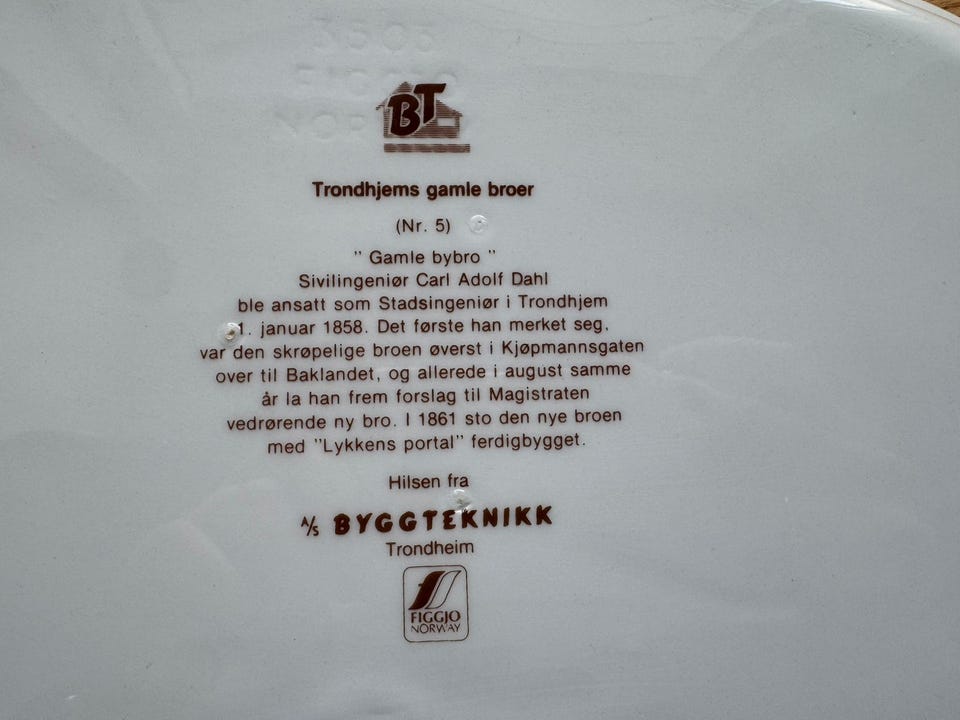 BT
Trondhjems gamle broer
(Nr. 5)
" Gamle bybro "
Sivilingeniør Carl Adolf Dahl
ble ansatt som Stadsingeniør i Trondhjem
1. januar 1858. Det første han merket seg,
var den skrøpelige broen øverst i Kjøpmannsgaten
over til Baklandet, og allerede i august samme
år la han frem forslag til Magistraten
vedrørende ny bro. I 1861 sto den nye broen
med "Lykkens portal" ferdigbygget.
Hilsen fra
A/S BYGGTEKNIKK
Trondheim
FIGGJO
NORWAY